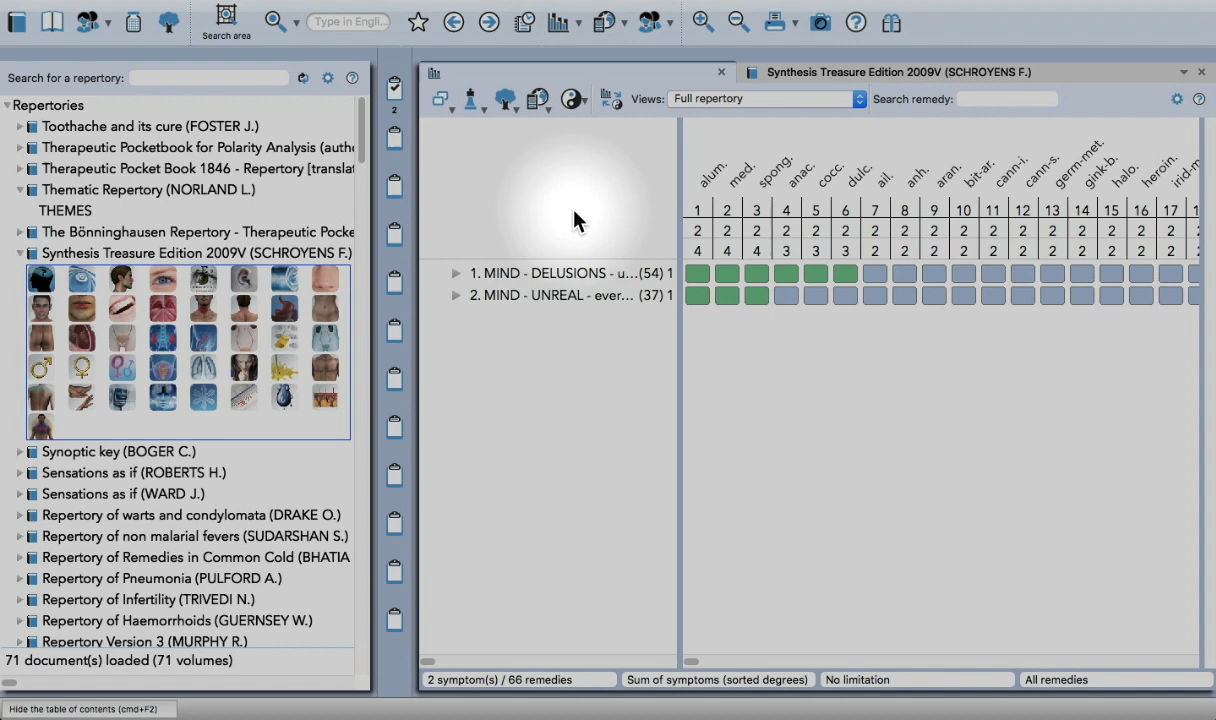 Type in Engli...
Search area
Search for a repertory:
Synthesis Treasure Edition 2009V (SCHROYENS F.)
Views: Full repertory
Search remedy:
Repertories
Toothache and its cure (FOSTER J.)
Therapeutic Pocketbook for Polarity Analysis (autho
Therapeutic Pocket Book 1846 - Repertory [translat
Thematic Repertory (NORLAND L.)
THEMES
The Bönninghausen Repertory - Therapeutic Pocke
Synthesis Treasure Edition 2009V (SCHROYENS F.)
Synoptic key (BOGER C.)
Sensations as if (ROBERTS H.)
Sensations as if (WARD J.)
Repertory of warts and condylomata (DRAKE O.)
Repertory of non malarial fevers (SUDARSHAN S.)
Repertory of Remedies in Common Cold (BHATIA
Repertory of Pneumonia (PULFORD A.)
Repertory of Infertility (TRIVEDI N.)
Repertory of Haemorrhoids (GUERNSEY W.)
Repertory Version 3 (MURPHY R.)
71 document(s) loaded (71 volumes)
Hide the table of contents (cmd+F2)
2
alum. med. spong. anac. cocc. dulc. ail. anh. aran. bit-ar. cann-i. cann-s. germ-met. gink-b. halo. heroin. irid-m
1 2 3 4 5 6 7 8 9 10 11 12 13 14 15 16 17 1
2 2 2 2 2 2 2 2 2 2 2 2 2 2 2 2 2
4 4 4 3 3 3 2 2 2 2 2 2 2 2 2 2 2
1. MIND - DELUSIONS - u...(54) 1
2. MIND - UNREAL - ever... (37) 1
2 symptom(s) / 66 remedies
Sum of symptoms (sorted degrees)
No limitation
All remedies